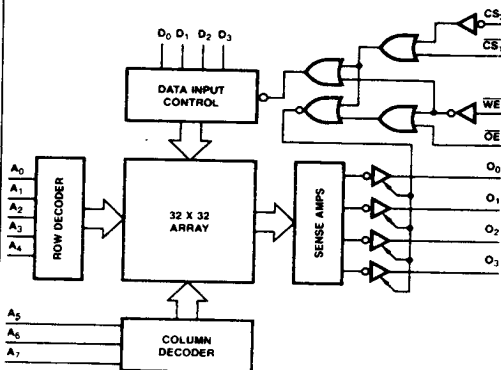 D0 D1 D2 D3
CS2
CS1
WE
OE
DATA INPUT
CONTROL
A0
A1
A2
A3
A4
ROW DECODER
32 X 32
ARRAY
SENSE AMPS
O0
O1
O2
O3
A5
A6
A7
COLUMN
DECODER